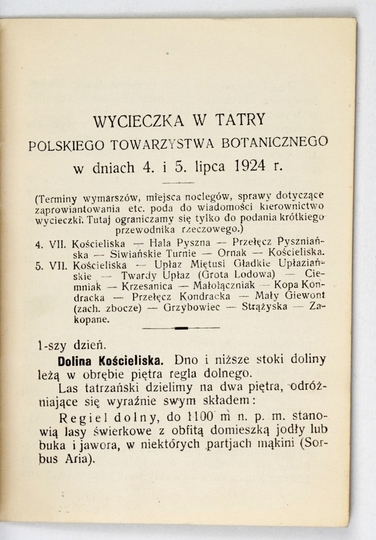 WYCIECZKA W TATRY
POLSKIEGO TOWARZYSTWA BOTANICZNEGO
w dniach 4. i 5. lipca 1924 r.
(Terminy wymarszów, miejsca noclegów, sprawy dotyczące
zaprowiantowania etc. poda do wiadomości kierownictwo
wycieczki. Tutaj ograniczamy się tylko do podania krótkiego
przewodnika rzeczowego.)
4. VII. Kościeliska — Hala Pyszna — Przełęcz Pyszniań-
ska — Siwiańskie Turnie — Ornak — Kościeliska.
5. VII. Kościeliska — Upłaz Miętusi Gładkie Upłaziań-
skie — Twardy Upłaz (Grota Lodowa) — Cie-
mniak — Krzesanica — Małołączniak — Kopa Kon-
dracka — Przełęcz Kondracka — Mały Giewont
(zach. zbocze) — Grzybowiec — Strążyska — Za-
kopane.
1-szy dzień.
Dolina Kościeliska. Dno i niższe stoki doliny
leżą w obrębie piętra regla dolnego.
Las tatrzański dzielimy na dwa piętra, odróż-
niające się wyraźnie swym składem:
Regiel dolny, do 1100 m n. p. m. stano-
wią lasy świerkowe z obfitą domieszką jodły lub
buka i jawora, w niektórych partjach mąkini (Sor-
bus Aria).